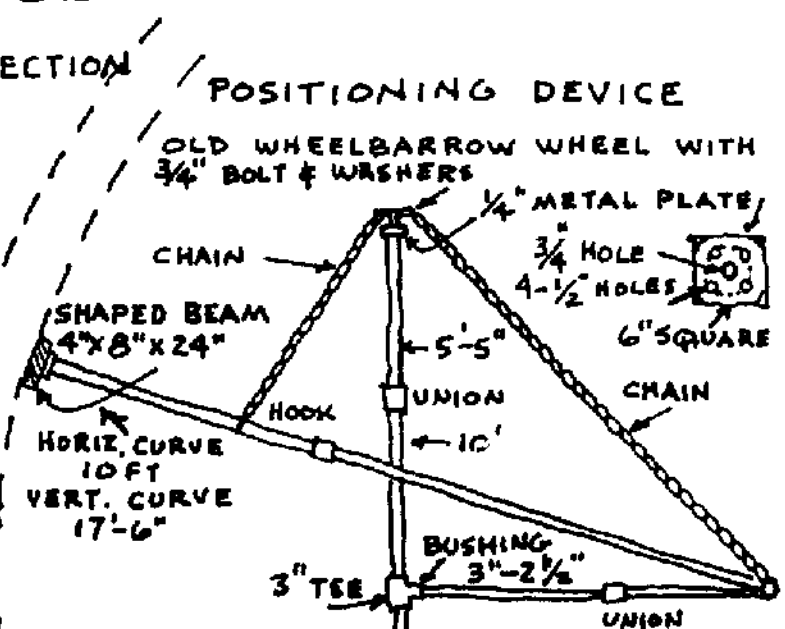 ECTION
POSITIONING DEVICE
OLD WHEELBARROW WHEEL WITH
3/4" BOLT & WASHERS
1/4" METAL PLATE
CHAIN
3/4" HOLE
4-1/2" HOLES
6" SQUARE
SHAPED BEAM
4"X8"X24"
5'-5"
CHAIN
HOOK
UNION
HORIZ. CURVE
10 FT
VERT. CURVE
17'-6"
10'
BUSHING
3"-2 1/2"
3" TEE
UNION